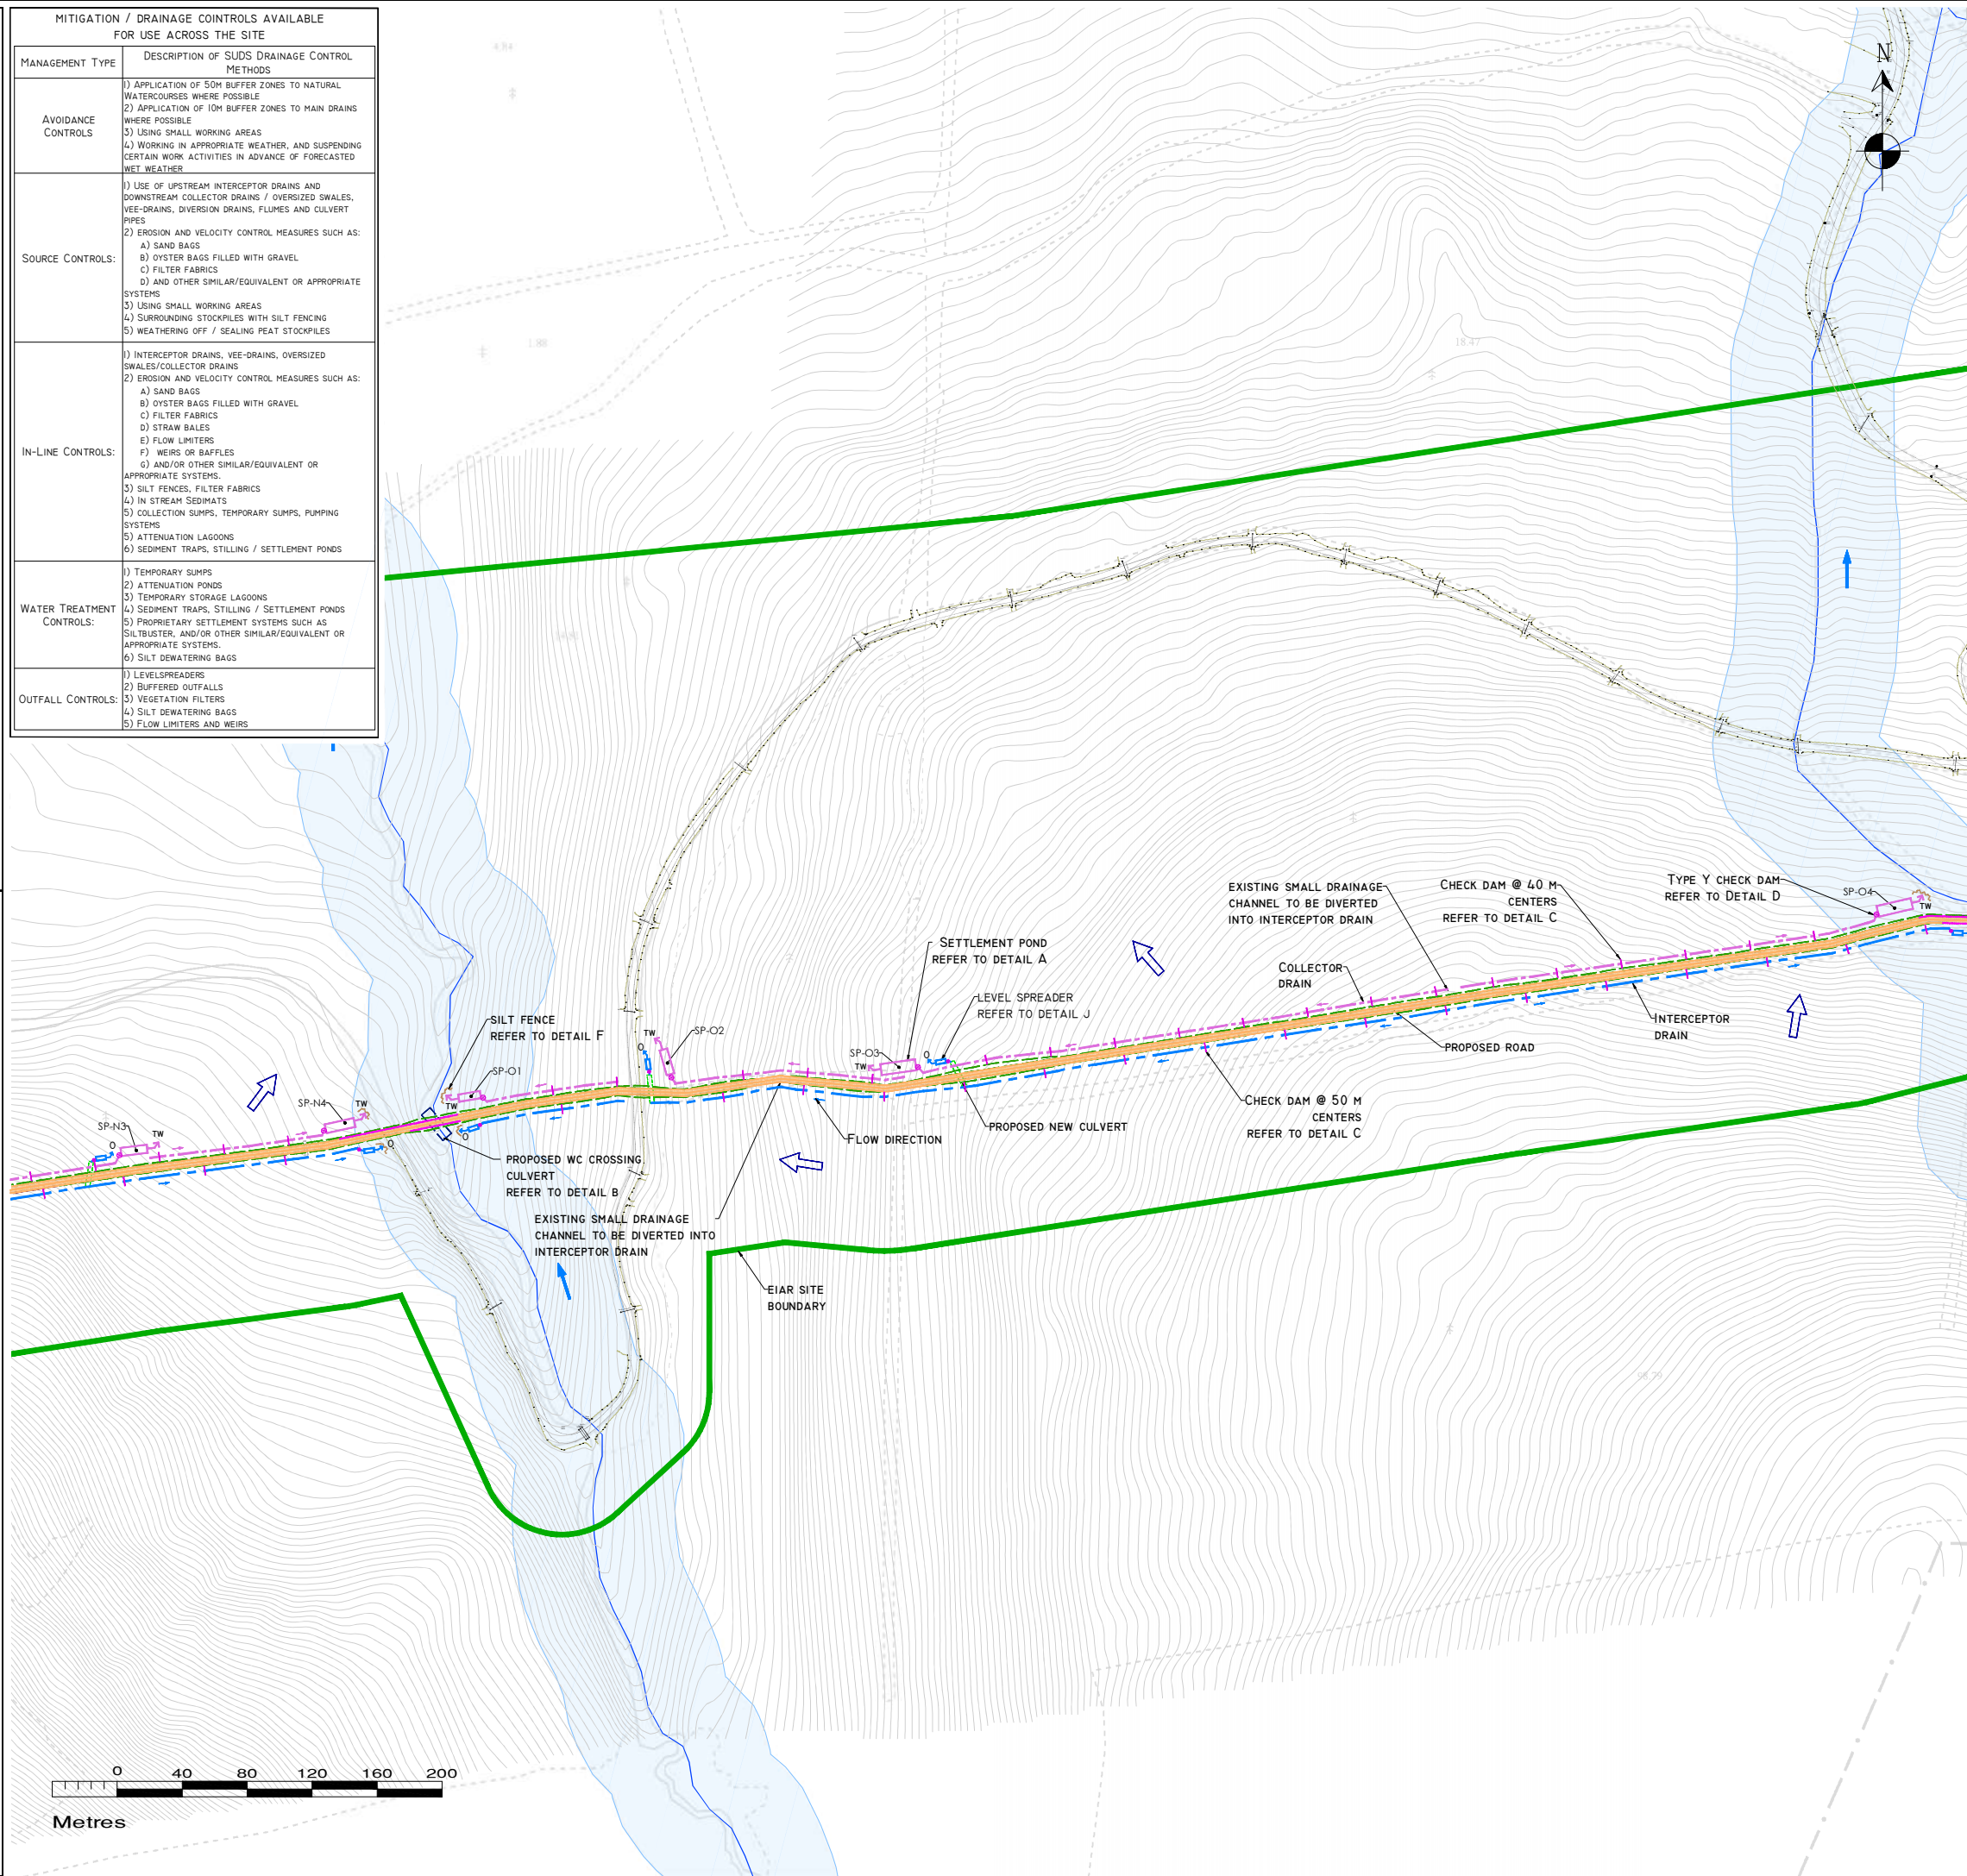 MITIGATION / DRAINAGE COINTROLS AVAILABLE
FOR USE ACROSS THE SITE
MANAGEMENT TYPE
DESCRIPTION OF SUDS DRAINAGE CONTROL
METHODS
AVOIDANCE
CONTROLS
1) APPLICATION OF 50M BUFFER ZONES TO NATURAL
WATERCOURSES WHERE POSSIBLE
2) APPLICATION OF 10M BUFFER ZONES TO MAIN DRAINS
WHERE POSSIBLE
3) USING SMALL WORKING AREAS
4) WORKING IN APPROPRIATE WEATHER, AND SUSPENDING
CERTAIN WORK ACTIVITIES IN ADVANCE OF FORECASTED
WET WEATHER
SOURCE CONTROLS:
1) USE OF UPSTREAM INTERCEPTOR DRAINS AND
DOWNSTREAM COLLECTOR DRAINS / OVERSIZED SWALES,
VEE-DRAINS, DIVERSION DRAINS, FLUMES AND CULVERT
PIPES
2) EROSION AND VELOCITY CONTROL MEASURES SUCH AS:
A) SAND BAGS
B) OYSTER BAGS FILLED WITH GRAVEL
C) FILTER FABRICS
D) AND OTHER SIMILAR/EQUIVALENT OR APPROPRIATE
SYSTEMS
3) USING SMALL WORKING AREAS
4) SURROUNDING STOCKPILES WITH SILT FENCING
5) WEATHERING OFF / SEALING PEAT STOCKPILES
IN-LINE CONTROLS:
1) INTERCEPTOR DRAINS, VEE-DRAINS, OVERSIZED
SWALES/COLLECTOR DRAINS
2) EROSION AND VELOCITY CONTROL MEASURES SUCH AS:
A) SAND BAGS
B) OYSTER BAGS FILLED WITH GRAVEL
C) FILTER FABRICS
D) STRAW BALES
E) FLOW LIMITERS
F) WEIRS OR BAFFLES
G) AND/OR OTHER SIMILAR/EQUIVALENT OR
APPROPRIATE SYSTEMS.
3) SILT FENCES, FILTER FABRICS
4) IN STREAM SEDIMATS
5) COLLECTION SUMPS, TEMPORARY SUMPS, PUMPING
SYSTEMS
5) ATTENUATION LAGOONS
6) SEDIMENT TRAPS, STILLING / SETTLEMENT PONDS
WATER TREATMENT
CONTROLS:
1) TEMPORARY SUMPS
2) ATTENUATION PONDS
3) TEMPORARY STORAGE LAGOONS
4) SEDIMENT TRAPS, STILLING / SETTLEMENT PONDS
5) PROPRIETARY SETTLEMENT SYSTEMS SUCH AS
SILTBUSTER, AND/OR OTHER SIMILAR/EQUIVALENT OR
APPROPRIATE SYSTEMS.
6) SILT DEWATERING BAGS
OUTFALL CONTROLS:
1) LEVELSPREADERS
2) BUFFERED OUTFALLS
3) VEGETATION FILTERS
4) SILT DEWATERING BAGS
5) FLOW LIMITERS AND WEIRS
4.84
N
1.88
18.47
EXISTING SMALL DRAINAGE
CHANNEL TO BE DIVERTED
INTO INTERCEPTOR DRAIN
CHECK DAM @ 40 M
CENTERS
REFER TO DETAIL C
TYPE Y CHECK DAM
REFER TO DETAIL D
SP-04
TW
SETTLEMENT POND
REFER TO DETAIL A
COLLECTOR
DRAIN
LEVEL SPREADER
REFER TO DETAIL J
INTERCEPTOR
DRAIN
PROPOSED ROAD
SILT FENCE
REFER TO DETAIL F
TW
SP-02
O
SP-03
TW
O
SP-01
TW
O
SP-N4
TW
O
SP-N3
TW
O
CHECK DAM @ 50 M
CENTERS
REFER TO DETAIL C
PROPOSED NEW CULVERT
FLOW DIRECTION
PROPOSED WC CROSSING
CULVERT
REFER TO DETAIL B
EXISTING SMALL DRAINAGE
CHANNEL TO BE DIVERTED INTO
INTERCEPTOR DRAIN
EIAR SITE
BOUNDARY
98.79
0 40 80 120 160 200
Metres